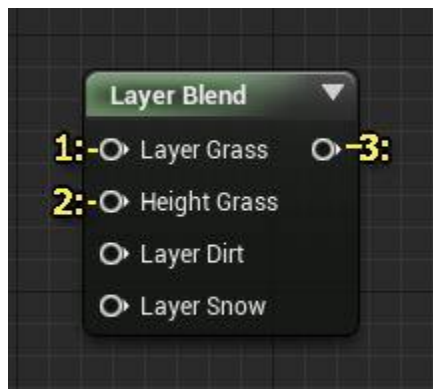 Layer Blend
1: Layer Grass 3:
2: Height Grass
Layer Dirt
Layer Snow